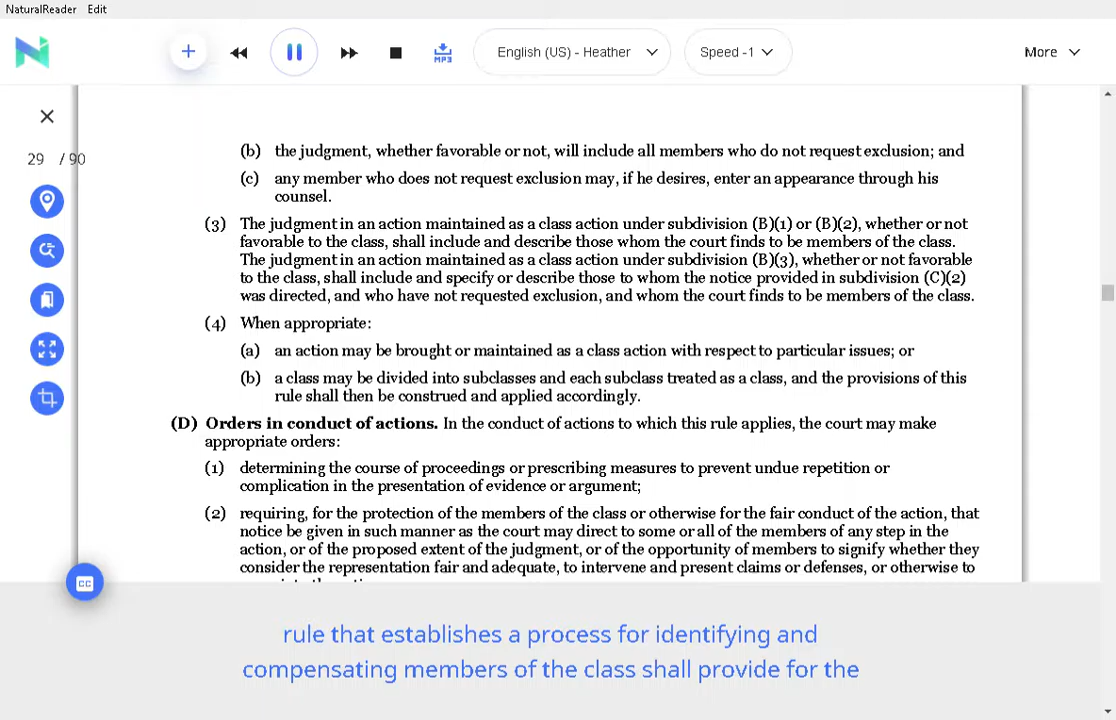 NaturalReader Edit
MP3
English (US) - Heather
Speed -1
More
29 / 90
(b) the judgment, whether favorable or not, will include all members who do not request exclusion; and
(c) any member who does not request exclusion may, if he desires, enter an appearance through his
counsel.
(3) The judgment in an action maintained as a class action under subdivision (B)(1) or (B)(2), whether or not
favorable to the class, shall include and describe those whom the court finds to be members of the class.
The judgment in an action maintained as a class action under subdivision (B)(3), whether or not favorable
to the class, shall include and specify or describe those to whom the notice provided in subdivision (C)(2)
was directed, and who have not requested exclusion, and whom the court finds to be members of the class.
(4) When appropriate:
(a) an action may be brought or maintained as a class action with respect to particular issues; or
(b) a class may be divided into subclasses and each subclass treated as a class, and the provisions of this
rule shall then be construed and applied accordingly.
(D) Orders in conduct of actions. In the conduct of actions to which this rule applies, the court may make
appropriate orders:
(1) determining the course of proceedings or prescribing measures to prevent undue repetition or
complication in the presentation of evidence or argument;
(2) requiring, for the protection of the members of the class or otherwise for the fair conduct of the action, that
notice be given in such manner as the court may direct to some or all of the members of any step in the
action, or of the proposed extent of the judgment, or of the opportunity of members to signify whether they
consider the representation fair and adequate, to intervene and present claims or defenses, or otherwise to
CC
rule that establishes a process for identifying and
compensating members of the class shall provide for the